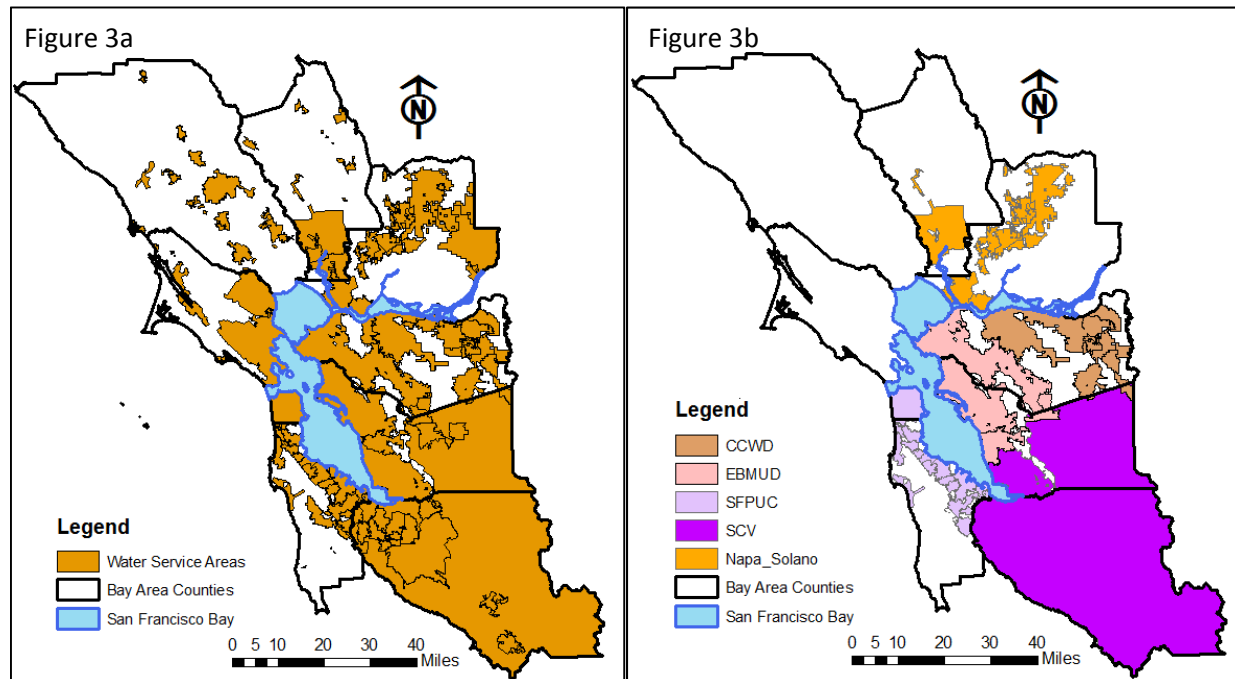 Figure 3a
N
Legend
Water Service Areas
Bay Area Counties
San Francisco Bay
0 5 10 20 30 40
Miles
Figure 3b
N
Legend
CCWD
EBMUD
SFPUC
SCV
Napa_Solano
Bay Area Counties
San Francisco Bay
0 5 10 20 30 40
Miles